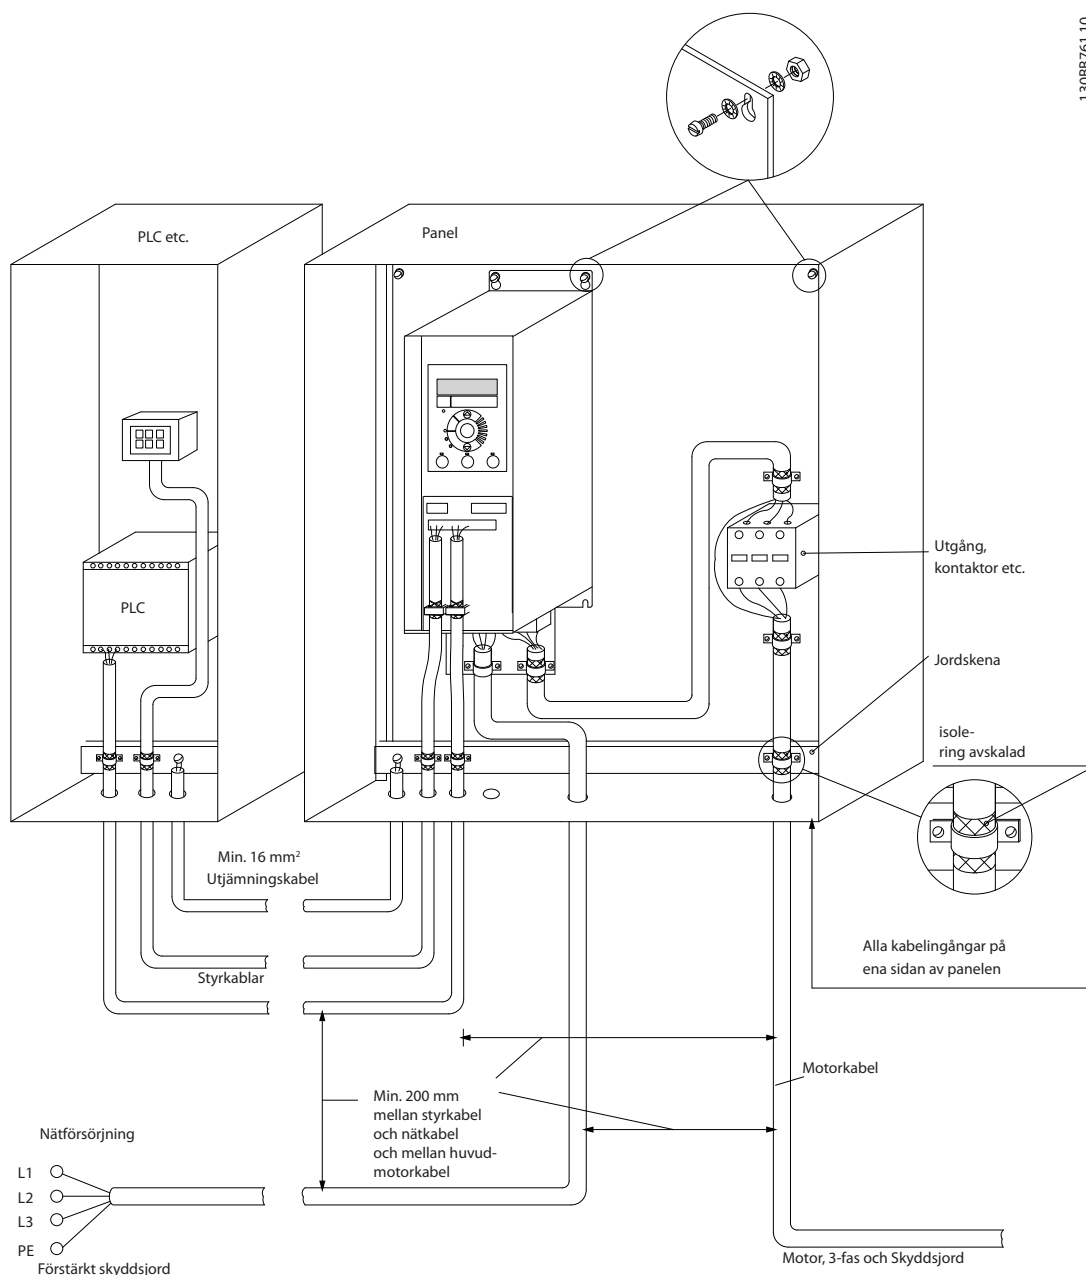 130BB761.10
PLC etc.
Panel
PLC
Utgång,
kontaktor etc.
Jordskena
isole-
ring avskalad
Min. 16 mm²
Utjämningskabel
Styrkablar
Alla kabelingångar på
ena sidan av panelen
Min. 200 mm
mellan styrkabel
och nätkabel
och mellan huvud-
motorkabel
Motorkabel
Nätförsörjning
L1
L2
L3
PE
Förstärkt skyddsjord
Motor, 3-fas och Skyddsjord